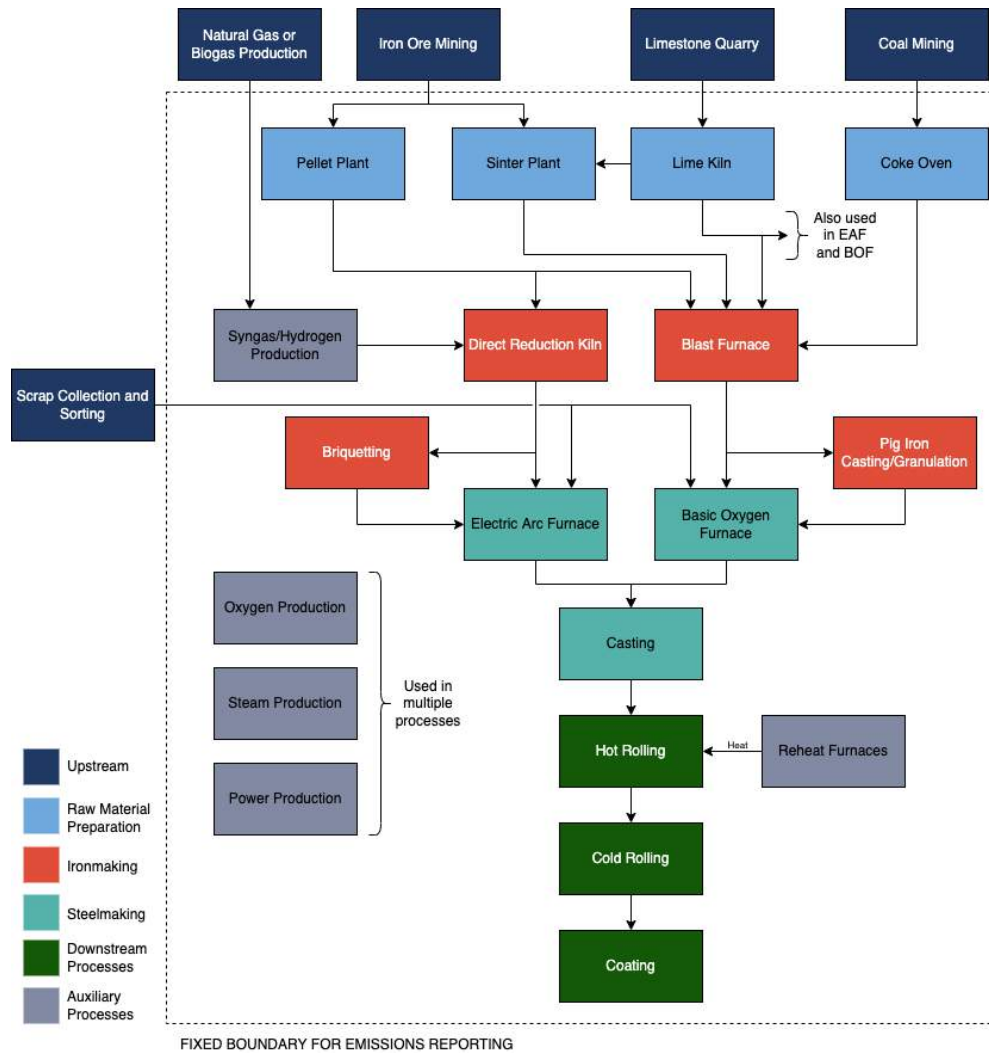 Natural Gas or
Biogas Production
Iron Ore Mining
Limestone Quarry
Coal Mining
Pellet Plant
Sinter Plant
Lime Kiln
Coke Oven
Also used
in EAF
and BOF
Syngas/Hydrogen
Production
Direct Reduction Kiln
Blast Furnace
Scrap Collection and
Sorting
Briquetting
Pig Iron
Casting/Granulation
Electric Arc Furnace
Basic Oxygen
Furnace
Oxygen Production
Casting
Steam Production
Used in
multiple
processes
Hot Rolling
Heat
Reheat Furnaces
Power Production
Cold Rolling
Coating
Upstream
Raw Material
Preparation
Ironmaking
Steelmaking
Downstream
Processes
Auxiliary
Processes
FIXED BOUNDARY FOR EMISSIONS REPORTING